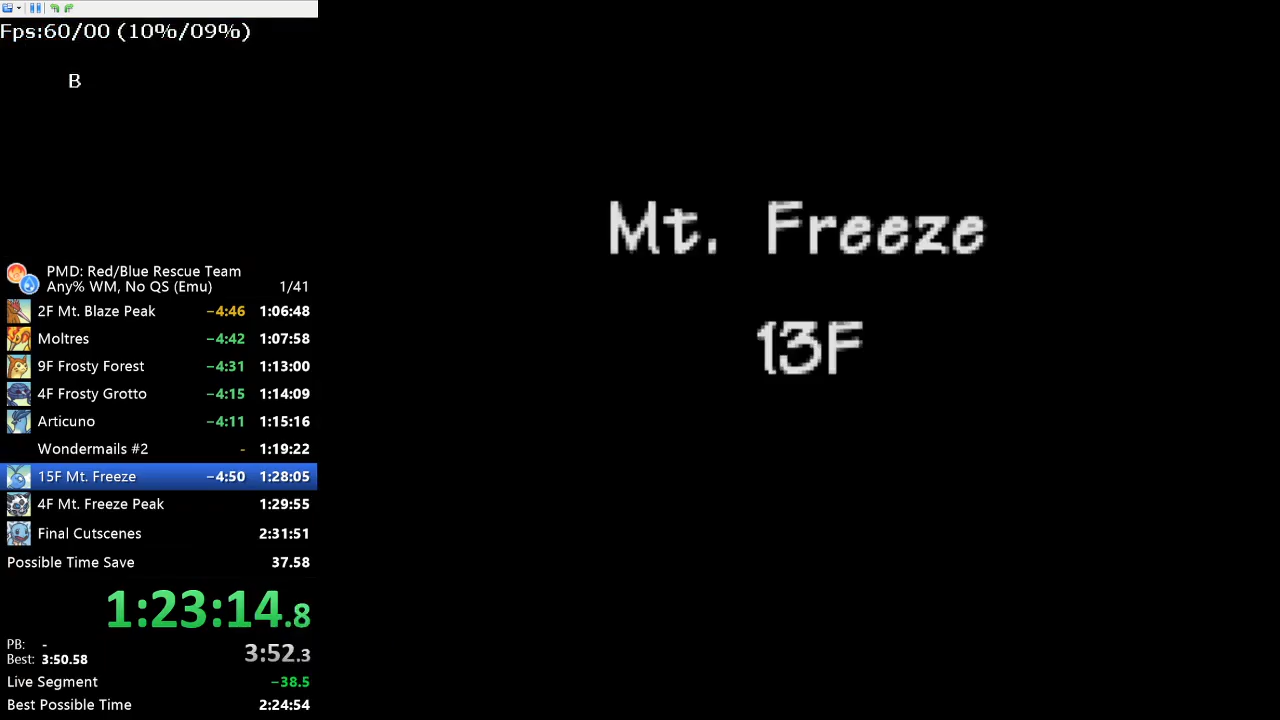 Fps:60/00 (10%/09%)
B
PMD: Red/Blue Rescue Team
Any% WM, No QS (Emu) 1/41
2F Mt. Blaze Peak −4:46 1:06:48
Moltres −4:42 1:07:58
9F Frosty Forest −4:31 1:13:00
4F Frosty Grotto −4:15 1:14:09
Articuno −4:11 1:15:16
Wondermails #2 - 1:19:22
15F Mt. Freeze −4:50 1:28:05
4F Mt. Freeze Peak 1:29:55
Final Cutscenes 2:31:51
Possible Time Save 37.58
1:23:14.8
PB: -
Best: 3:50.58 3:52.3
Live Segment −38.5
Best Possible Time 2:24:54
Mt. Freeze
13F